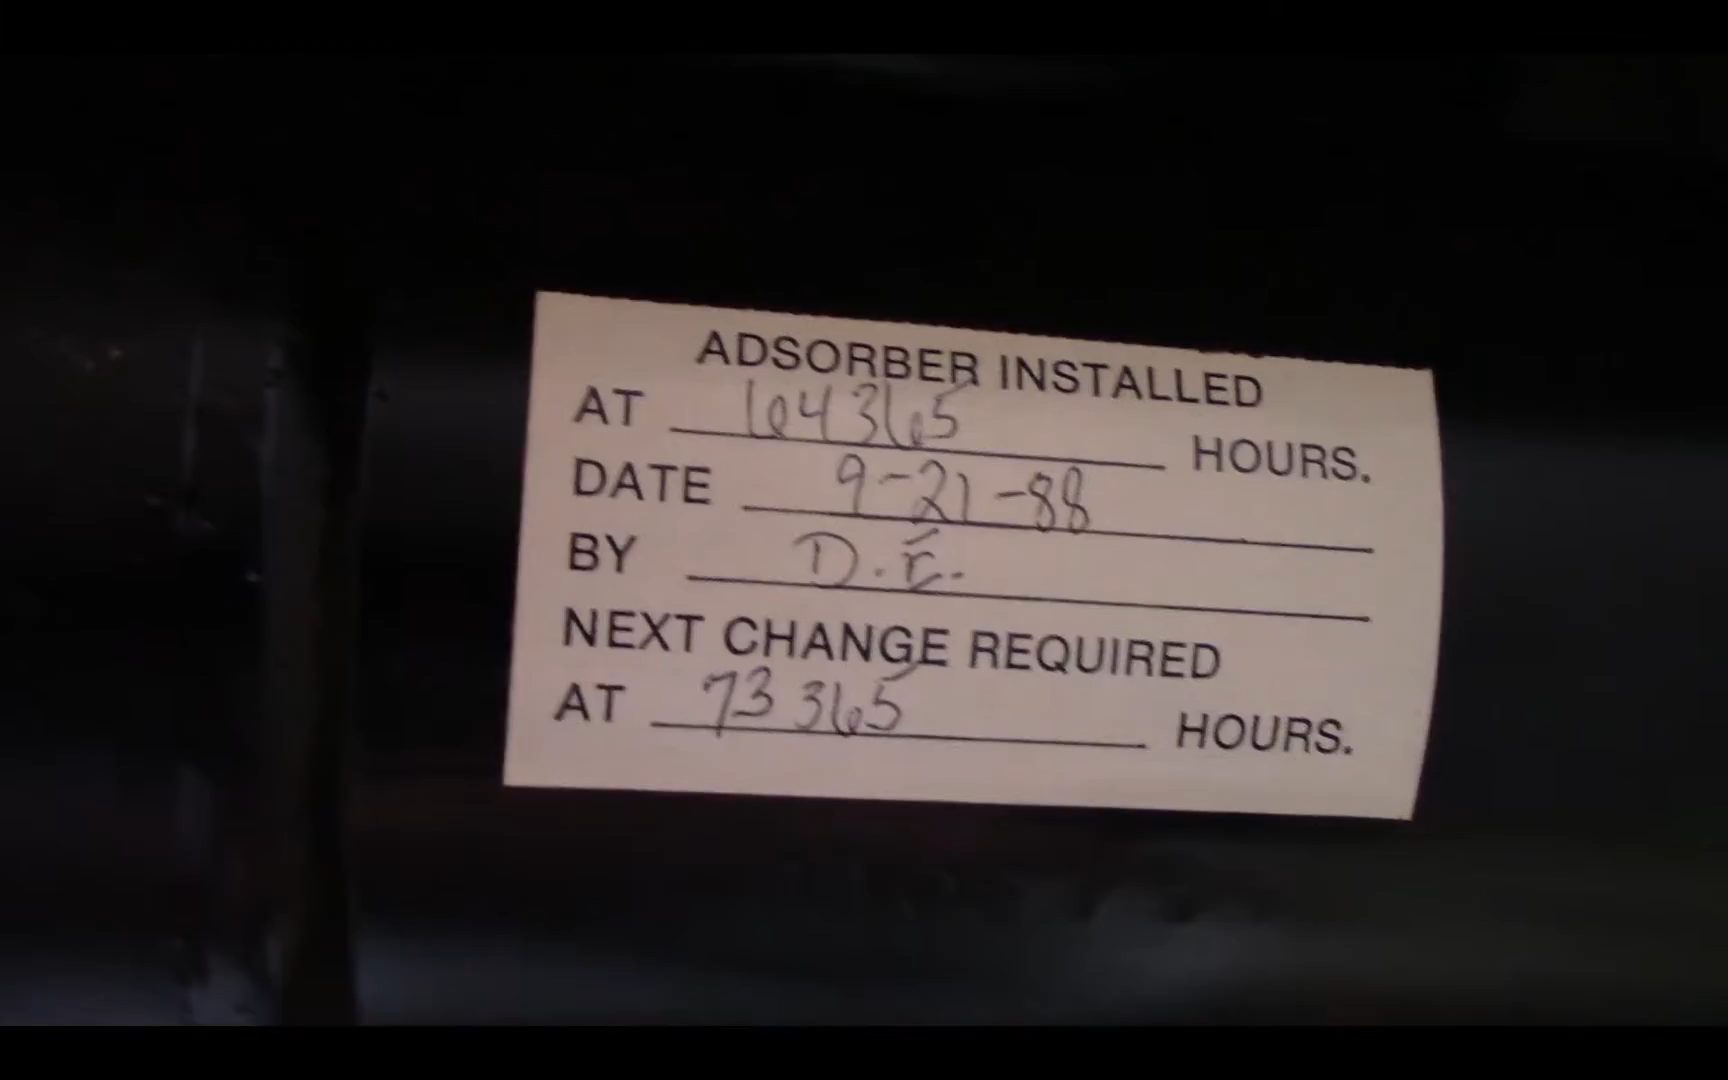 ADSORBER INSTALLED
AT 64365 HOURS.
DATE 9-21-88
BY D.E.
NEXT CHANGE REQUIRED
AT 73365 HOURS.